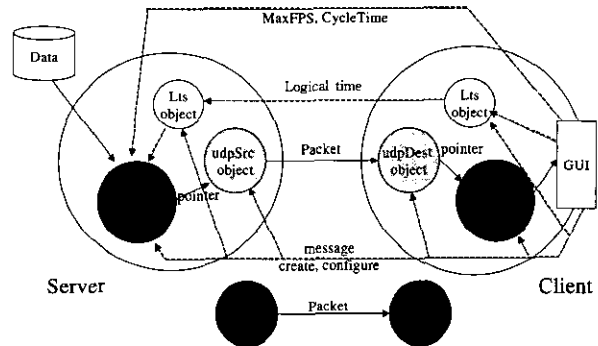 MaxFPS, CycleTime
Data
Lts
object
Logical time
Lts
object
udpSrc
object
Packet
udpDest
object
pointer
GUI
pointer
message
create, configure
Server
Client
Packet